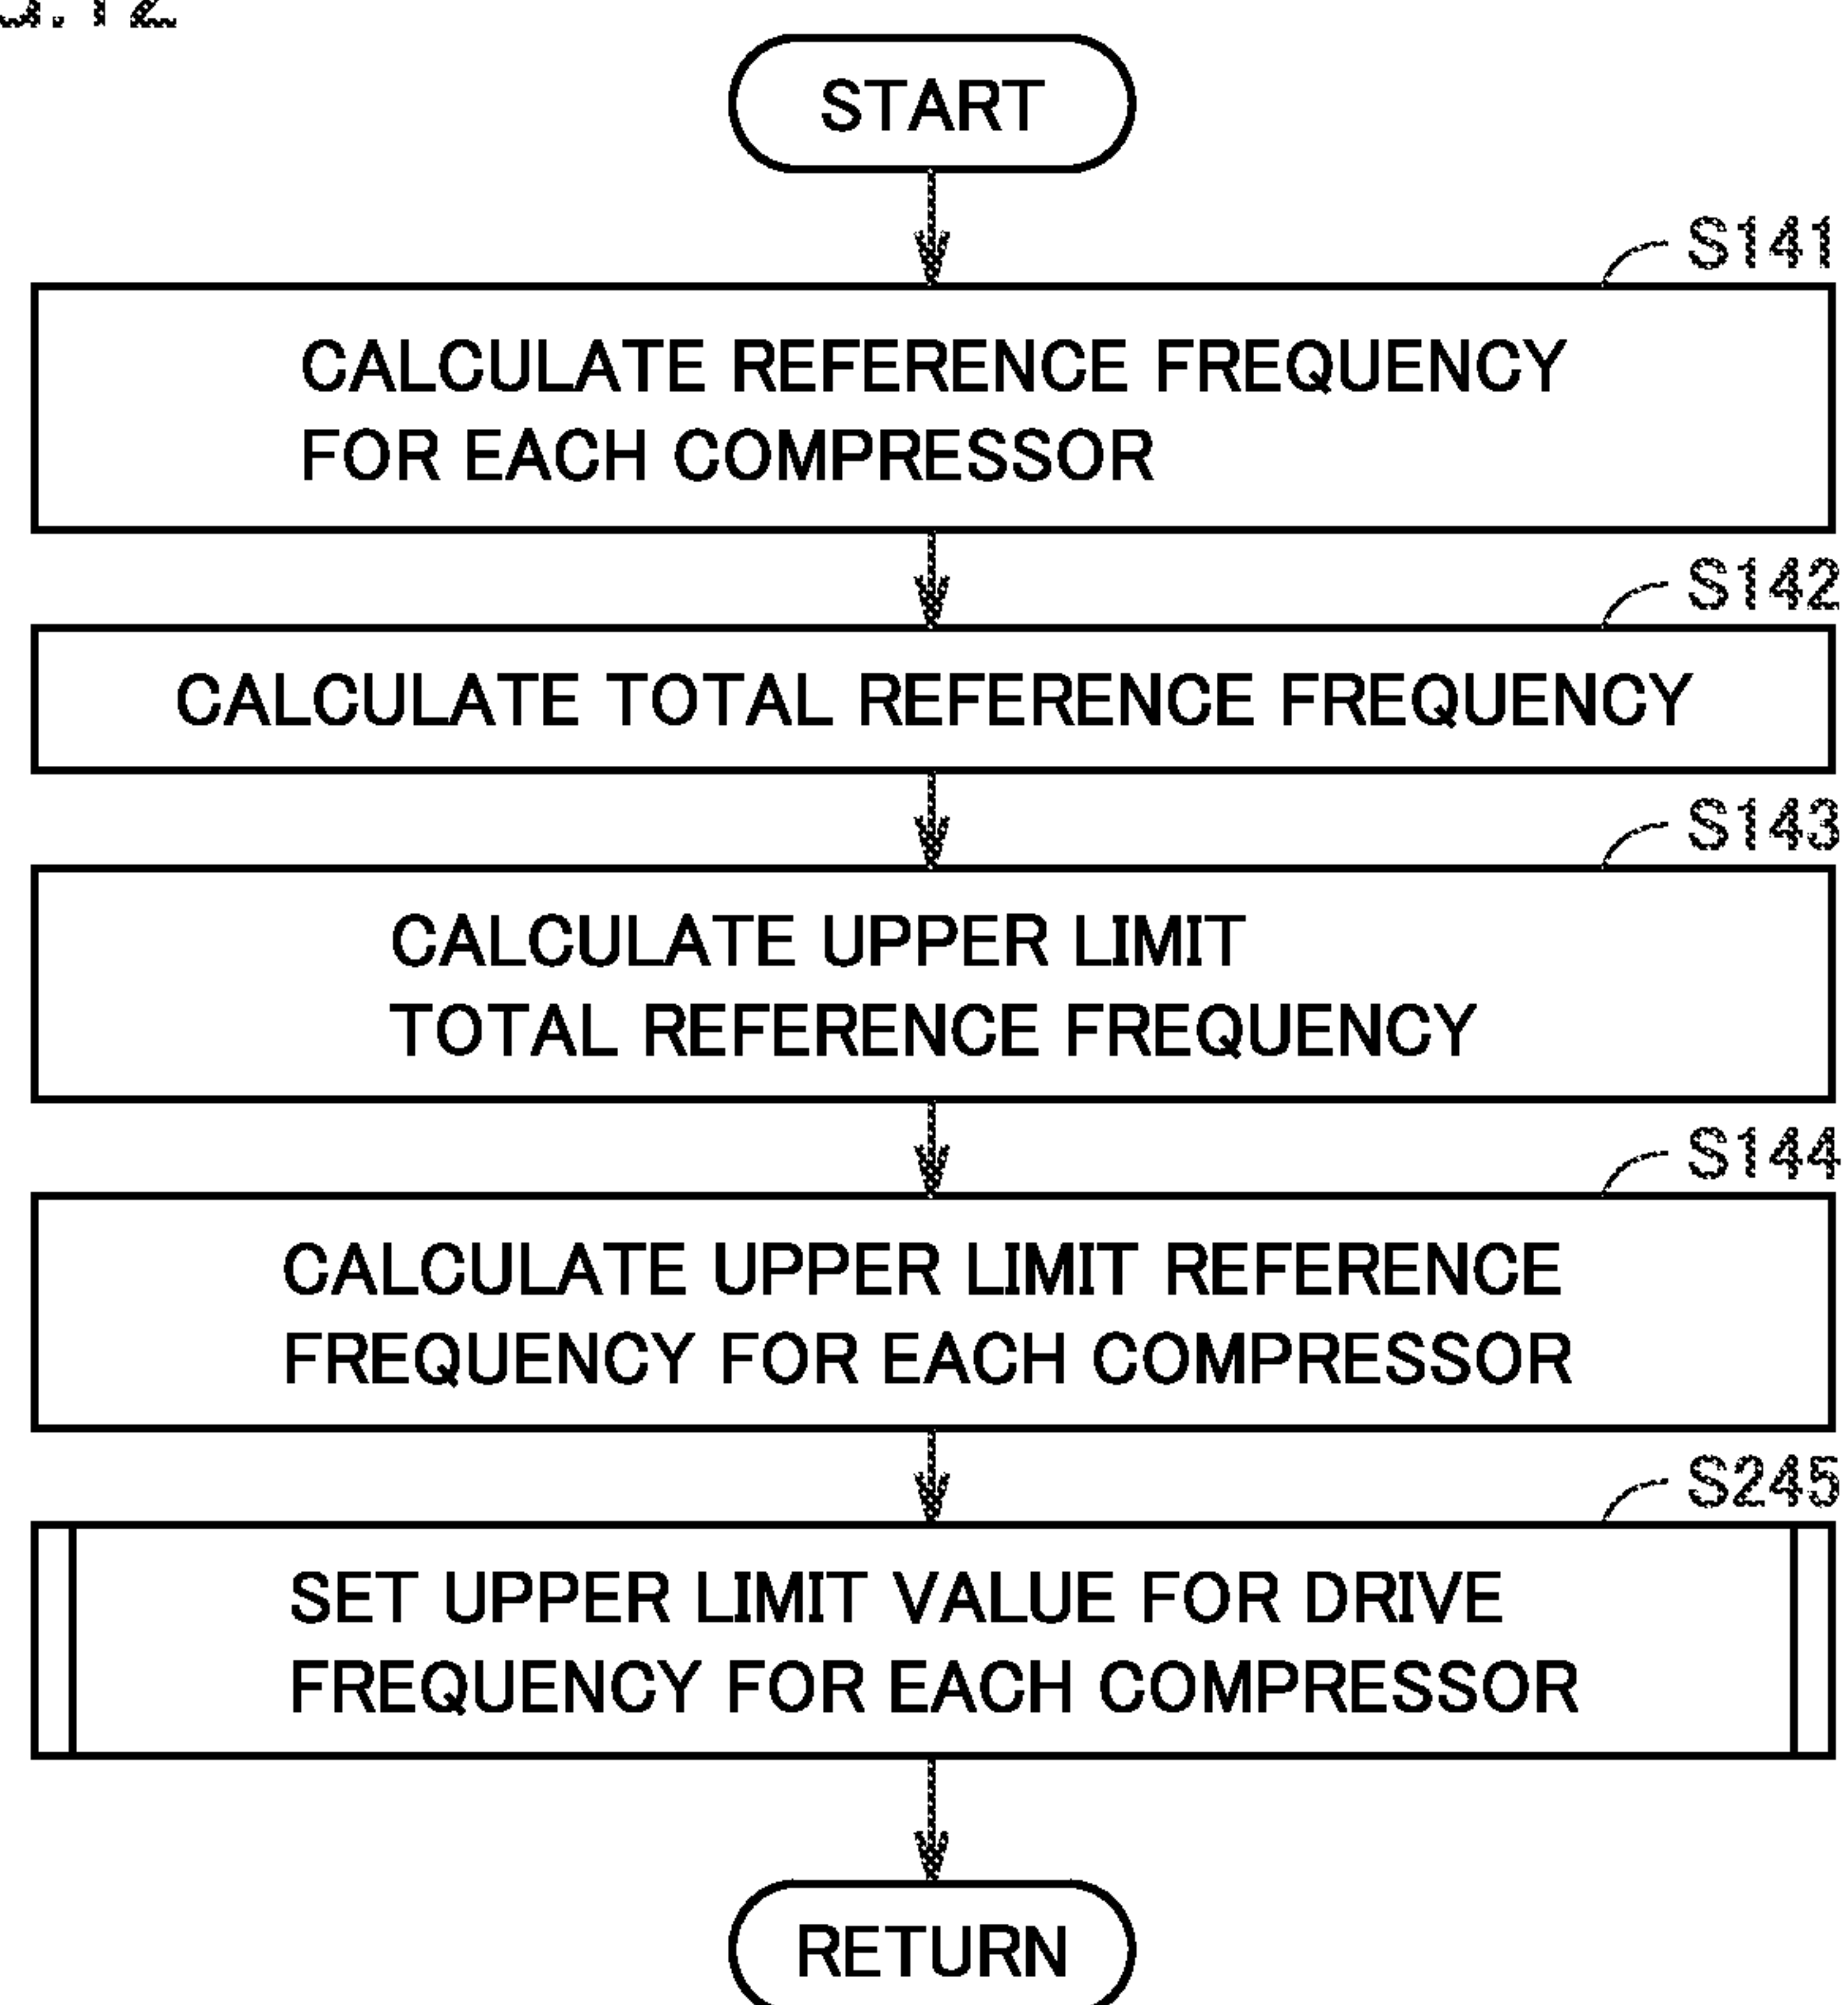 START
S141
CALCULATE REFERENCE FREQUENCY
FOR EACH COMPRESSOR
S142
CALCULATE TOTAL REFERENCE FREQUENCY
S143
CALCULATE UPPER LIMIT
TOTAL REFERENCE FREQUENCY
S144
CALCULATE UPPER LIMIT REFERENCE
FREQUENCY FOR EACH COMPRESSOR
S245
SET UPPER LIMIT VALUE FOR DRIVE
FREQUENCY FOR EACH COMPRESSOR
RETURN